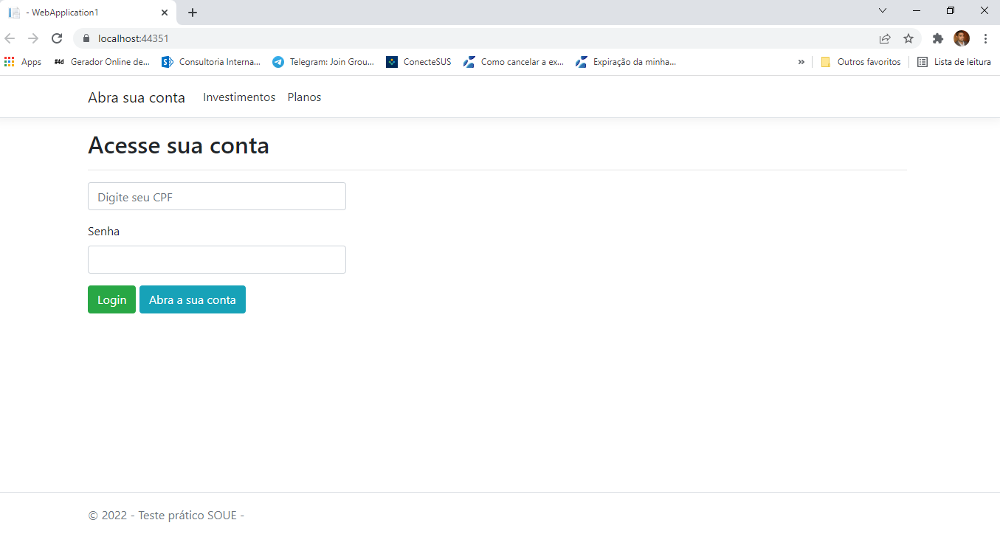 - WebApplication1
localhost:44351
Apps #4d Gerador Online de... Consultoria Interna... Telegram: Join Grou... ConecteSUS Como cancelar a ex... Expiração da minha... » Outros favoritos Lista de leitura
Abra sua conta Investimentos Planos
Acesse sua conta
Digite seu CPF
Senha
Login Abra a sua conta
© 2022 - Teste prático SOUE -